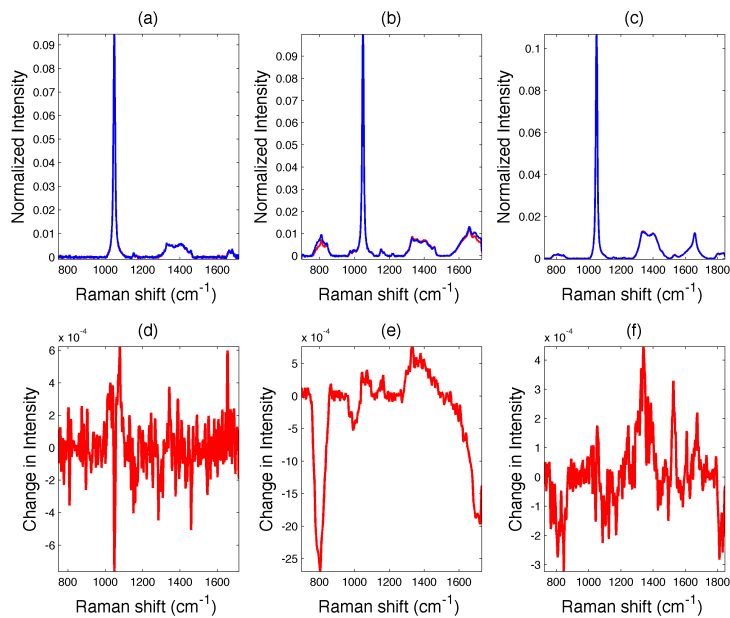 (a) (b) (c)
Normalized Intensity
0.09
0.08
0.07
0.06
0.05
0.04
0.03
0.02
0.01
0
800 1000 1200 1400 1600
Raman shift (cm-1)
Normalized Intensity
0.09
0.08
0.07
0.06
0.05
0.04
0.03
0.02
0.01
0
800 1000 1200 1400 1600
Raman shift (cm-1)
Normalized Intensity
0.1
0.08
0.06
0.04
0.02
0
800 1000 1200 1400 1600 1800
Raman shift (cm-1)
(d) (e) (f)
x 10-4
Change in Intensity
6
4
2
0
-2
-4
-6
800 1000 1200 1400 1600
Raman shift (cm-1)
x 10-4
Change in Intensity
5
0
-5
-10
-15
-20
-25
800 1000 1200 1400 1600
Raman shift (cm-1)
x 10-4
Change in Intensity
4
3
2
1
0
-1
-2
-3
800 1000 1200 1400 1600 1800
Raman shift (cm-1)